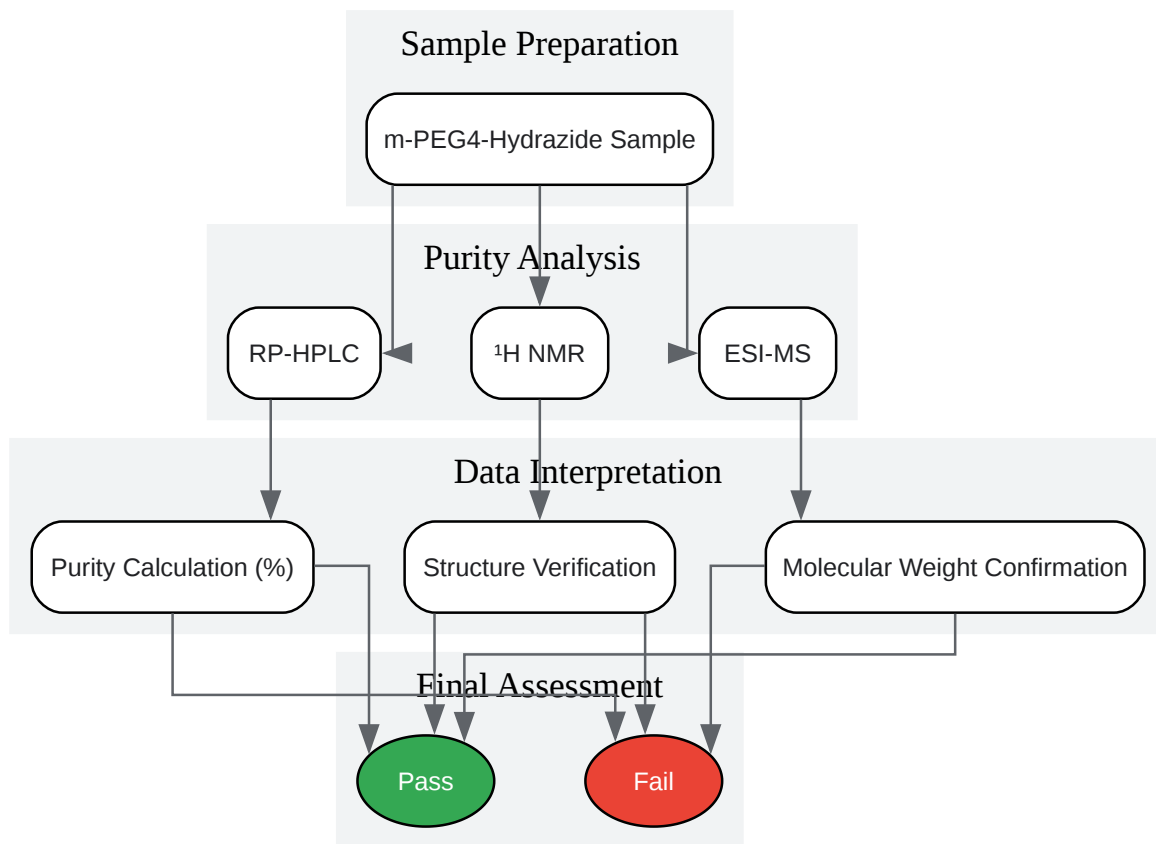 Sample Preparation
m-PEG4-Hydrazide Sample
Purity Analysis
RP-HPLC
¹H NMR
ESI-MS
Data Interpretation
Purity Calculation (%)
Structure Verification
Molecular Weight Confirmation
Final Assessment
Pass
Fail